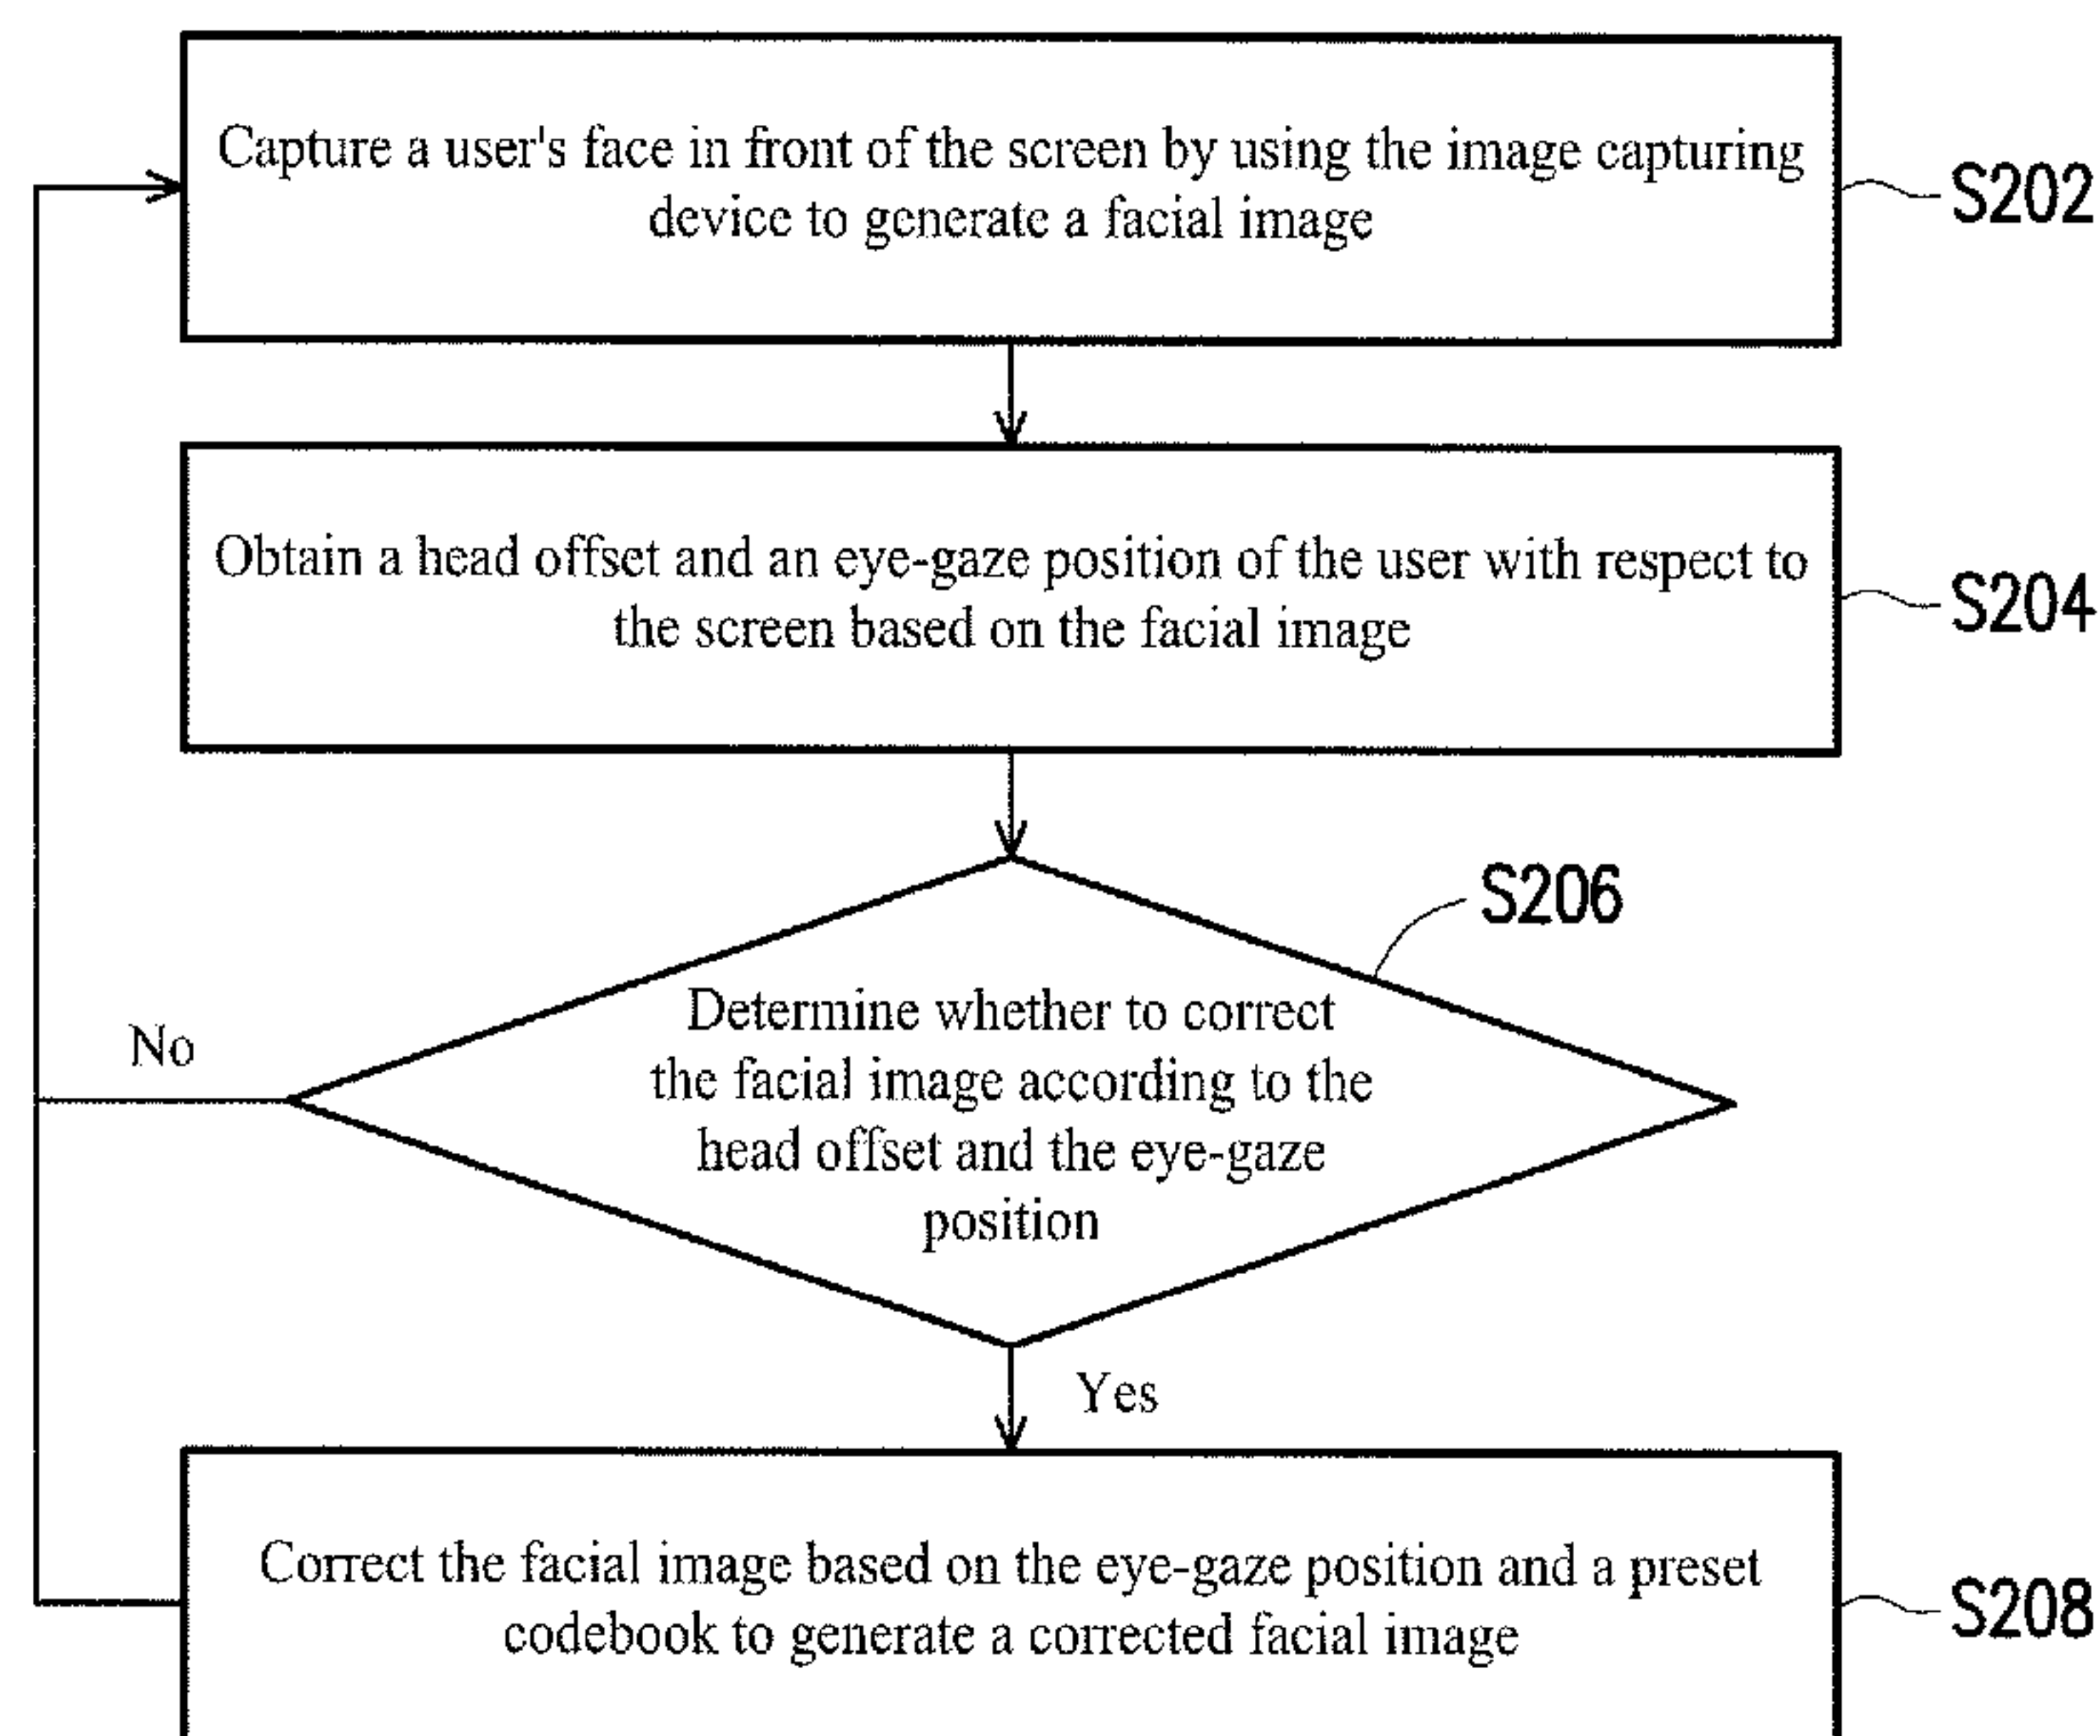 Capture a user's face in front of the screen by using the image capturing
device to generate a facial image
S202
Obtain a head offset and an eye-gaze position of the user with respect to
the screen based on the facial image
S204
S206
Determine whether to correct
the facial image according to the
head offset and the eye-gaze
position
No
Yes
Correct the facial image based on the eye-gaze position and a preset
codebook to generate a corrected facial image
S208